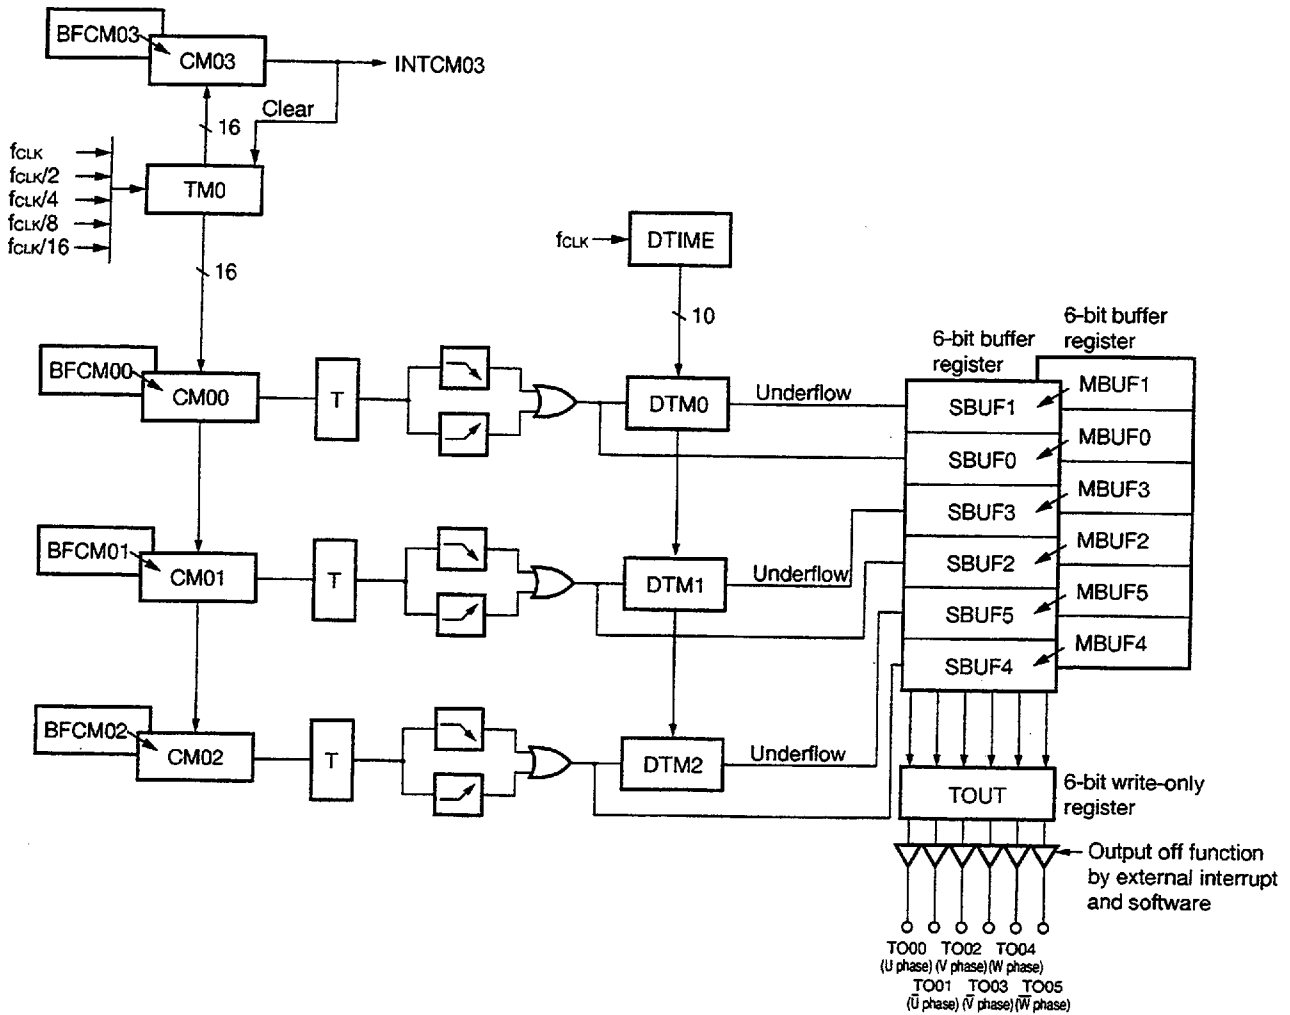 BFCM03
CM03
INTCM03
Clear
16
fCLK
fCLK/2
fCLK/4
fCLK/8
fCLK/16
TM0
16
fCLK
DTIME
10
BFCM00
CM00
T
DTM0
Underflow
6-bit buffer
register
6-bit buffer
register
SBUF1
MBUF1
SBUF0
MBUF0
SBUF3
MBUF3
SBUF2
MBUF2
SBUF5
MBUF5
SBUF4
MBUF4
BFCM01
CM01
T
DTM1
Underflow
BFCM02
CM02
T
DTM2
Underflow
TOUT
6-bit write-only
register
Output off function
by external interrupt
and software
TO00 TO02 TO04
(U phase) (V phase) (W phase)
TO01 TO03 TO05
(U̅ phase) (V̅ phase) (W̅ phase)